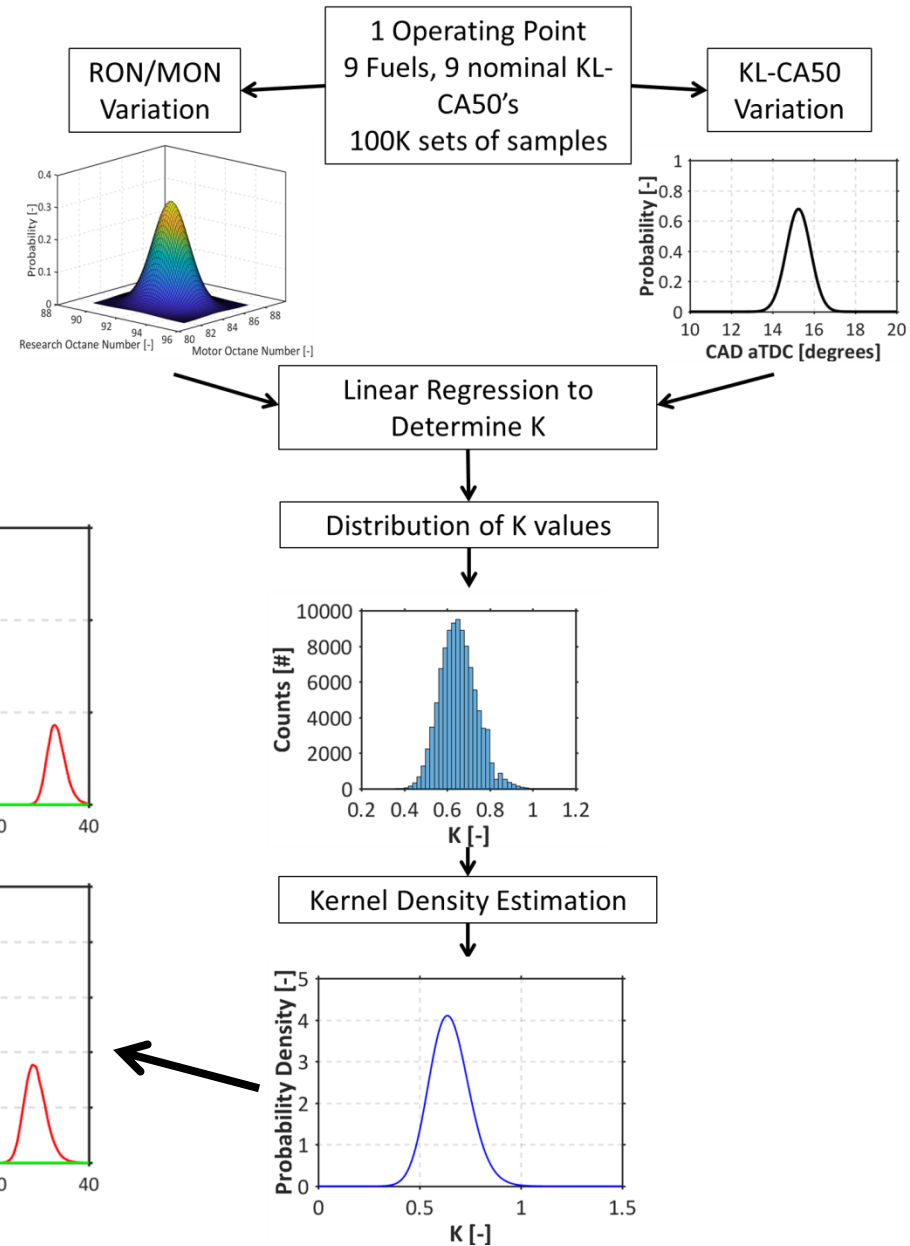 1 Operating Point
9 Fuels, 9 nominal KL-
CA50's
100K sets of samples
RON/MON
Variation
KL-CA50
Variation
Probability [-]
0.4
0.3
0.2
0.1
0
88
90
92
94
96
80
82
84
86
88
Research Octane Number [-]
Motor Octane Number [-]
Probability [-]
1
0.8
0.6
0.4
0.2
0
10 12 14 16 18 20
CAD aTDC [degrees]
Linear Regression to
Determine K
Distribution of K values
Counts [#]
10000
8000
6000
4000
2000
0
0.2 0.4 0.6 0.8 1 1.2
K [-]
Kernel Density Estimation
Probability Density [-]
5
4
3
2
1
0
0 0.5 1 1.5
K [-]
0 40
0 40